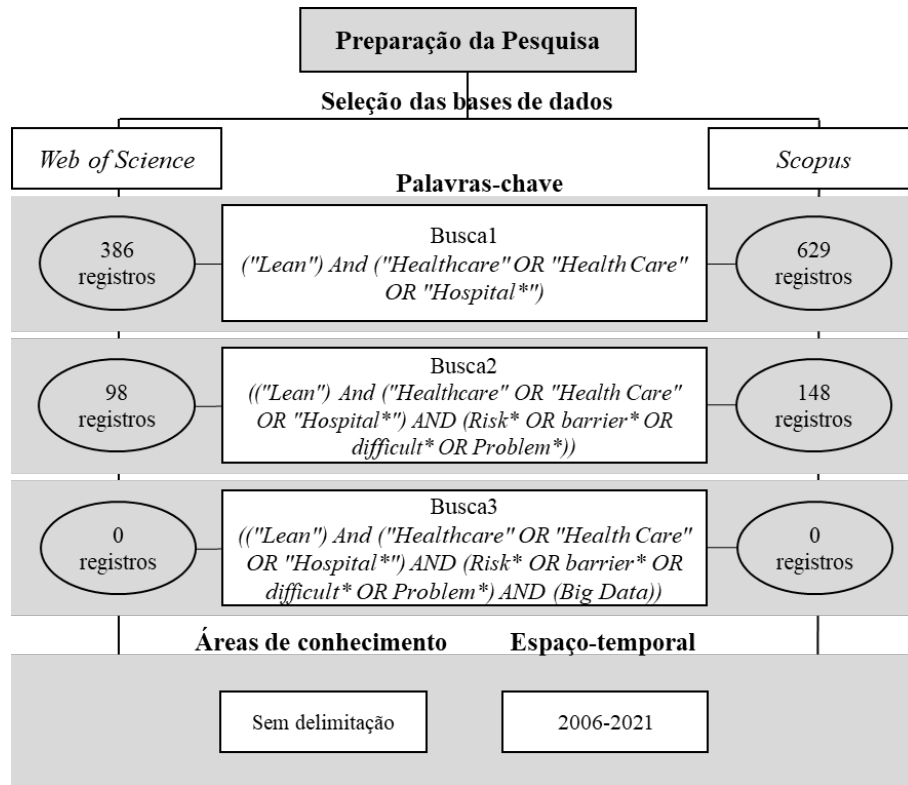 Preparação da Pesquisa
Seleção das bases de dados
Web of Science
Scopus
Palavras-chave
386
registros
Busca1
("Lean") And ("Healthcare" OR "Health Care"
OR "Hospital*")
629
registros
98
registros
Busca2
(("Lean") And ("Healthcare" OR "Health Care"
OR "Hospital*") AND (Risk* OR barrier* OR
difficult* OR Problem*))
148
registros
0
registros
Busca3
(("Lean") And ("Healthcare" OR "Health Care"
OR "Hospital*") AND (Risk* OR barrier* OR
difficult* OR Problem*) AND (Big Data))
0
registros
Áreas de conhecimento
Espaço-temporal
Sem delimitação
2006-2021